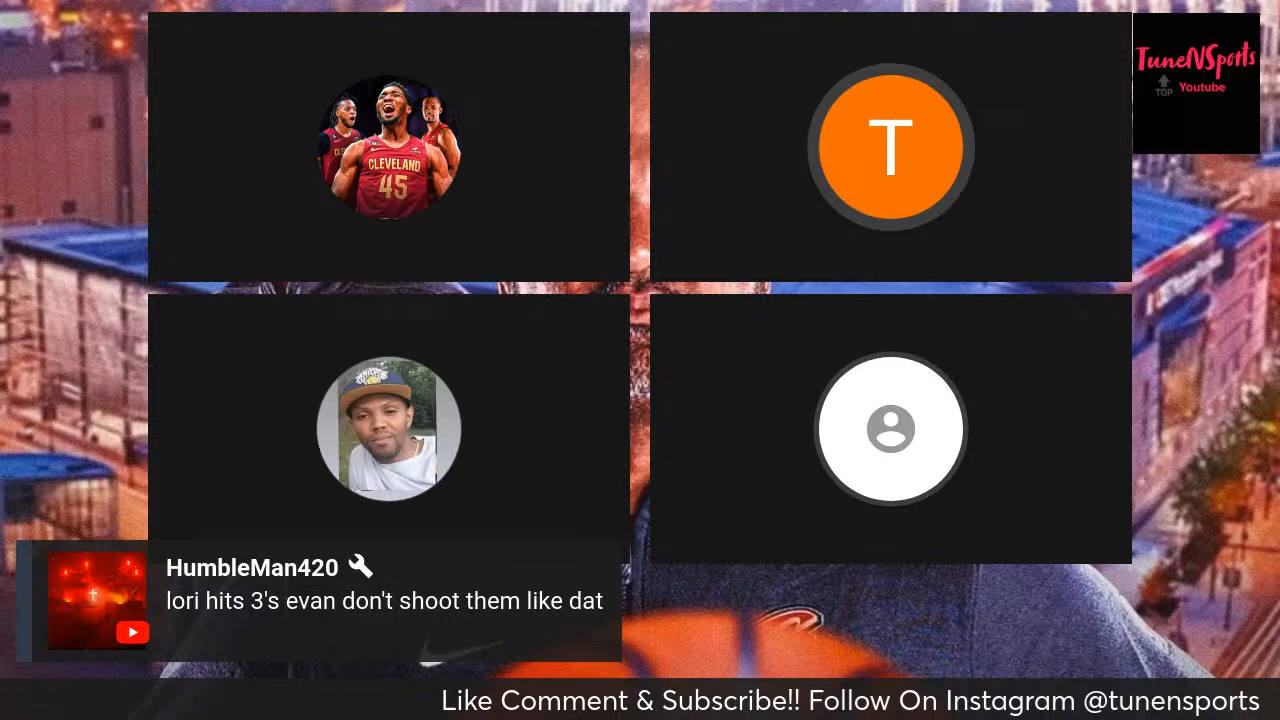 CLEVELAND
45
T
TuneNSports
TOP
Youtube
HumbleMan420
lori hits 3's evan don't shoot them like dat
Like Comment & Subscribe!! Follow On Instagram @tunensports